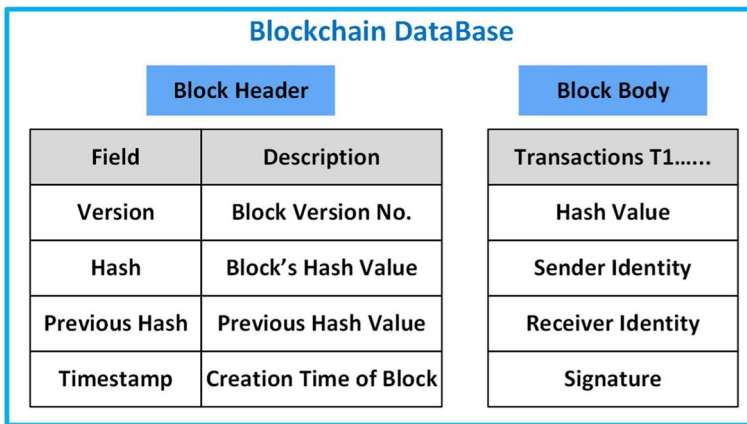 Blockchain DataBase
Block Header
Field Description
Version Block Version No.
Hash Block’s Hash Value
Previous Hash Previous Hash Value
Timestamp Creation Time of Block
Block Body
Transactions T1…...
Hash Value
Sender Identity
Receiver Identity
Signature